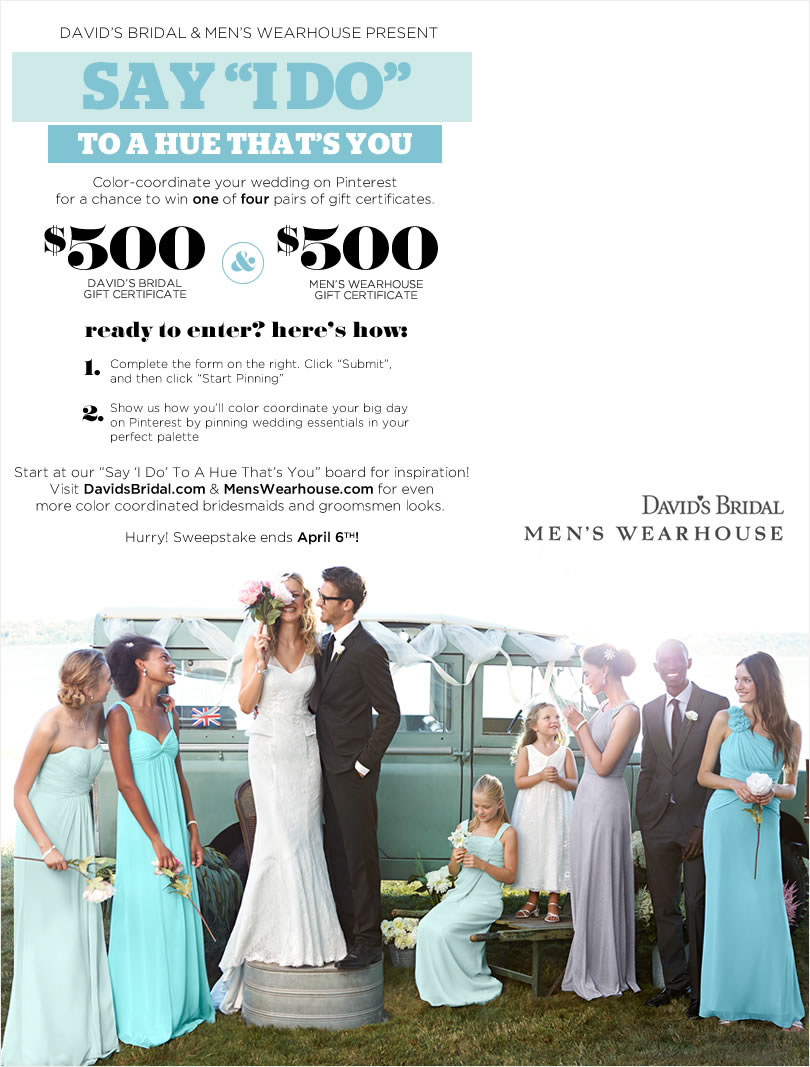 DAVID'S BRIDAL & MEN'S WEARHOUSE PRESENT
SAY “I DO”
TO A HUE THAT'S YOU
Color-coordinate your wedding on Pinterest
for a chance to win one of four pairs of gift certificates.
$500 & $500
DAVID'S BRIDAL
GIFT CERTIFICATE
MEN'S WEARHOUSE
GIFT CERTIFICATE
ready to enter? here's how:
1. Complete the form on the right. Click “Submit”,
and then click “Start Pinning”
2. Show us how you'll color coordinate your big day
on Pinterest by pinning wedding essentials in your
perfect palette
Start at our “Say ‘I Do’ To A Hue That's You” board for inspiration!
Visit DavidsBridal.com & MensWearhouse.com for even
more color coordinated bridesmaids and groomsmen looks.
Hurry! Sweepstake ends April 6TH!
DAVID'S BRIDAL
MEN'S WEARHOUSE